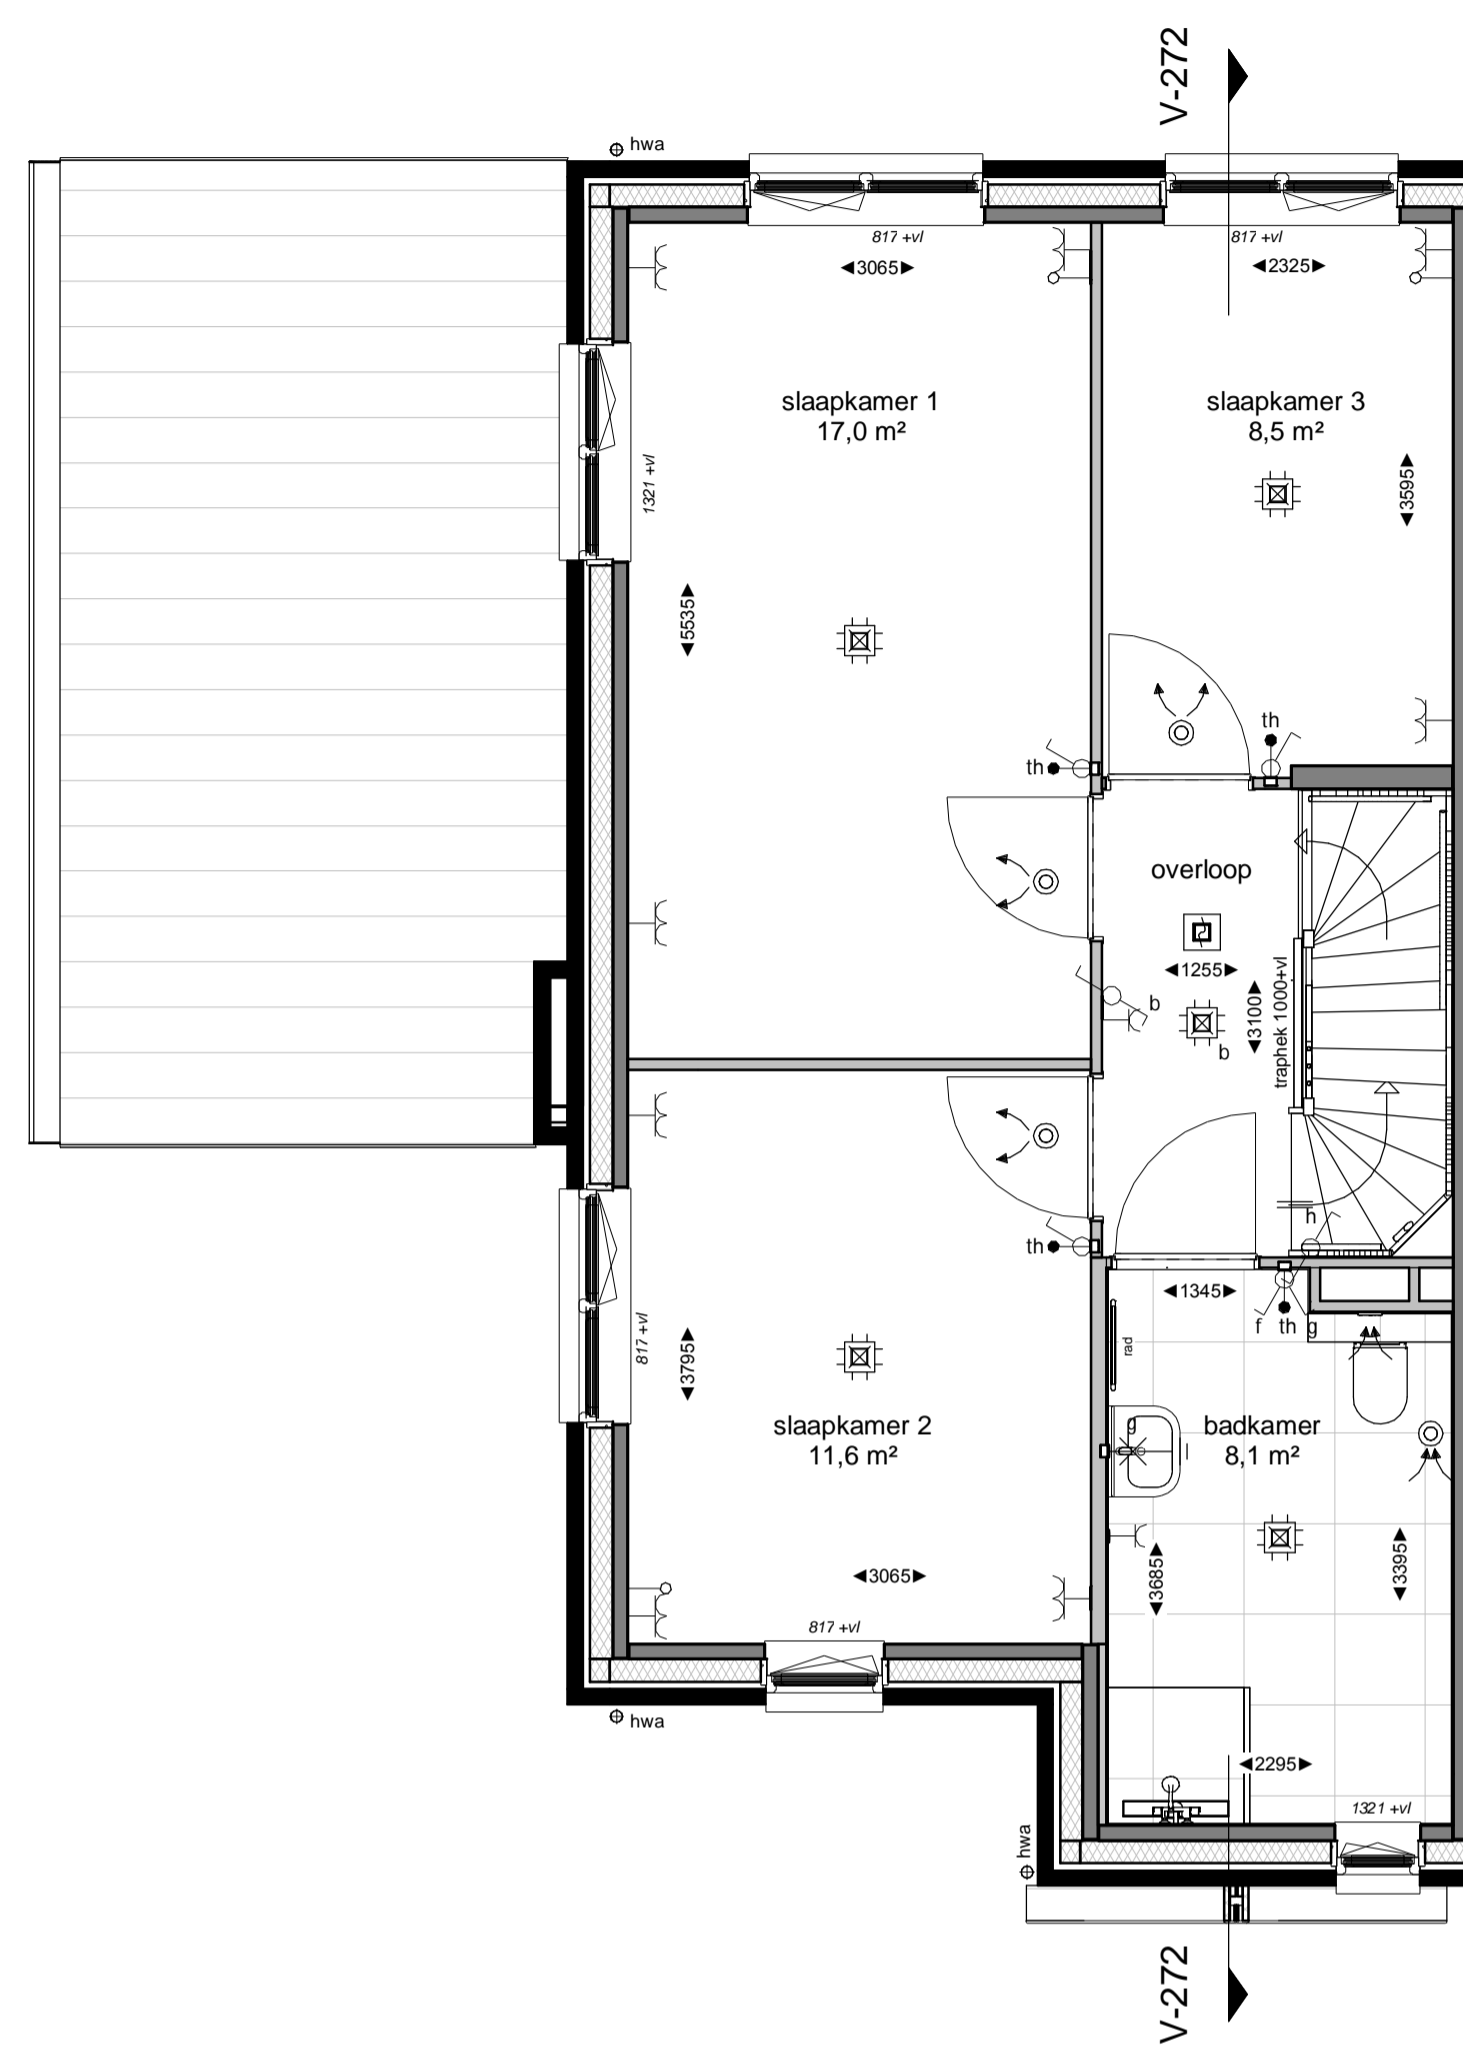 V-272
hwa
817 +vl
817 +vl
3065
2325
slaapkamer 1
17,0 m²
slaapkamer 3
8,5 m²
1321 +vl
3595
5535
th
th
overloop
1255
b
3100
traphek 1000+vl
b
h
th
1345
f th g
rad
817 +vl
3795
slaapkamer 2
11,6 m²
g
badkamer
8,1 m²
3685
3395
3065
817 +vl
hwa
2295
1321 +vl
hwa
V-272